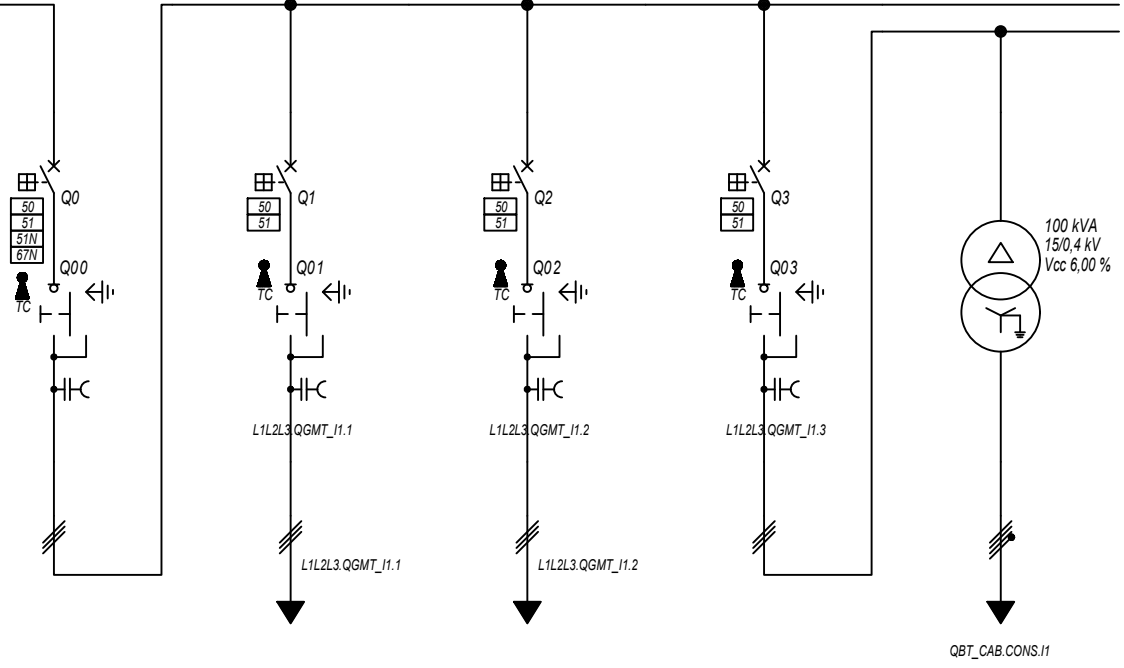 Q0
50
51
51N
67N
Q00
TC
Q1
50
51
Q01
TC
L1L2L3.QGMT_I1.1
L1L2L3.QGMT_I1.1
Q2
50
51
Q02
TC
L1L2L3.QGMT_I1.2
L1L2L3.QGMT_I1.2
Q3
50
51
Q03
TC
L1L2L3.QGMT_I1.3
100 kVA
15/0,4 kV
Vcc 6,00 %
QBT_CAB.CONS.I1